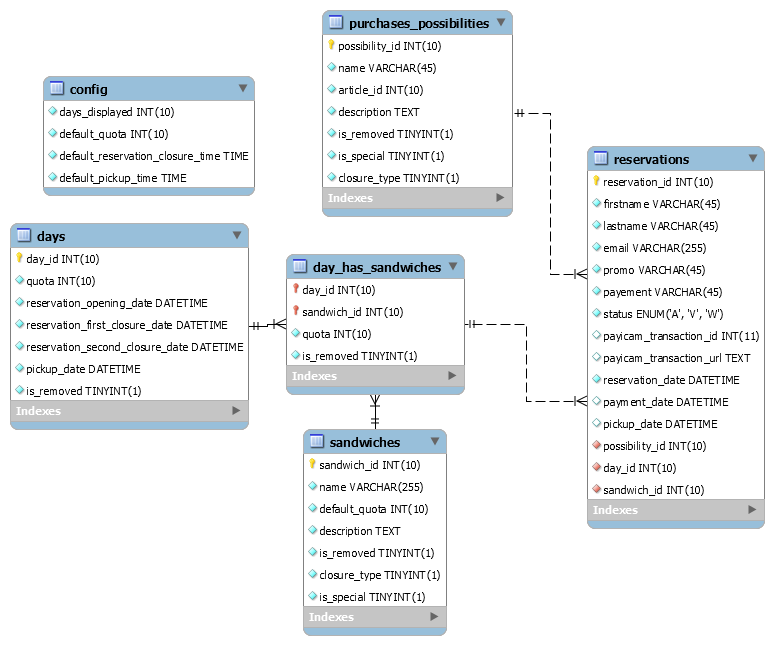 purchases_possibilities
possibility_id INT(10)
name VARCHAR(45)
article_id INT(10)
description TEXT
is_removed TINYINT(1)
is_special TINYINT(1)
closure_type TINYINT(1)
Indexes
config
days_displayed INT(10)
default_quota INT(10)
default_reservation_closure_time TIME
default_pickup_time TIME
reservations
reservation_id INT(10)
firstname VARCHAR(45)
lastname VARCHAR(45)
email VARCHAR(255)
promo VARCHAR(45)
payement VARCHAR(45)
status ENUM('A', 'V', 'W')
payicam_transaction_id INT(11)
payicam_transaction_url TEXT
reservation_date DATETIME
payment_date DATETIME
pickup_date DATETIME
possibility_id INT(10)
day_id INT(10)
sandwich_id INT(10)
Indexes
days
day_id INT(10)
quota INT(10)
reservation_opening_date DATETIME
reservation_first_closure_date DATETIME
reservation_second_closure_date DATETIME
pickup_date DATETIME
is_removed TINYINT(1)
Indexes
day_has_sandwiches
day_id INT(10)
sandwich_id INT(10)
quota INT(10)
is_removed TINYINT(1)
Indexes
sandwiches
sandwich_id INT(10)
name VARCHAR(255)
default_quota INT(10)
description TEXT
is_removed TINYINT(1)
closure_type TINYINT(1)
is_special TINYINT(1)
Indexes